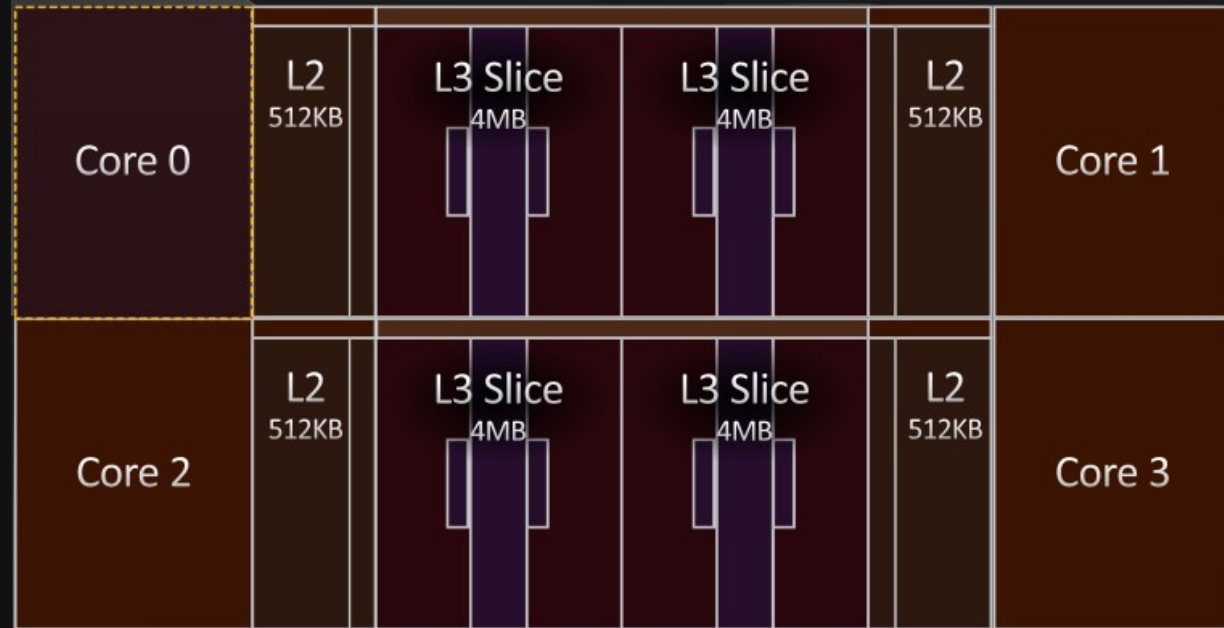 Core 0
L2
512KB
L3 Slice
4MB
L3 Slice
4MB
L2
512KB
Core 1
Core 2
L2
512KB
L3 Slice
4MB
L3 Slice
4MB
L2
512KB
Core 3